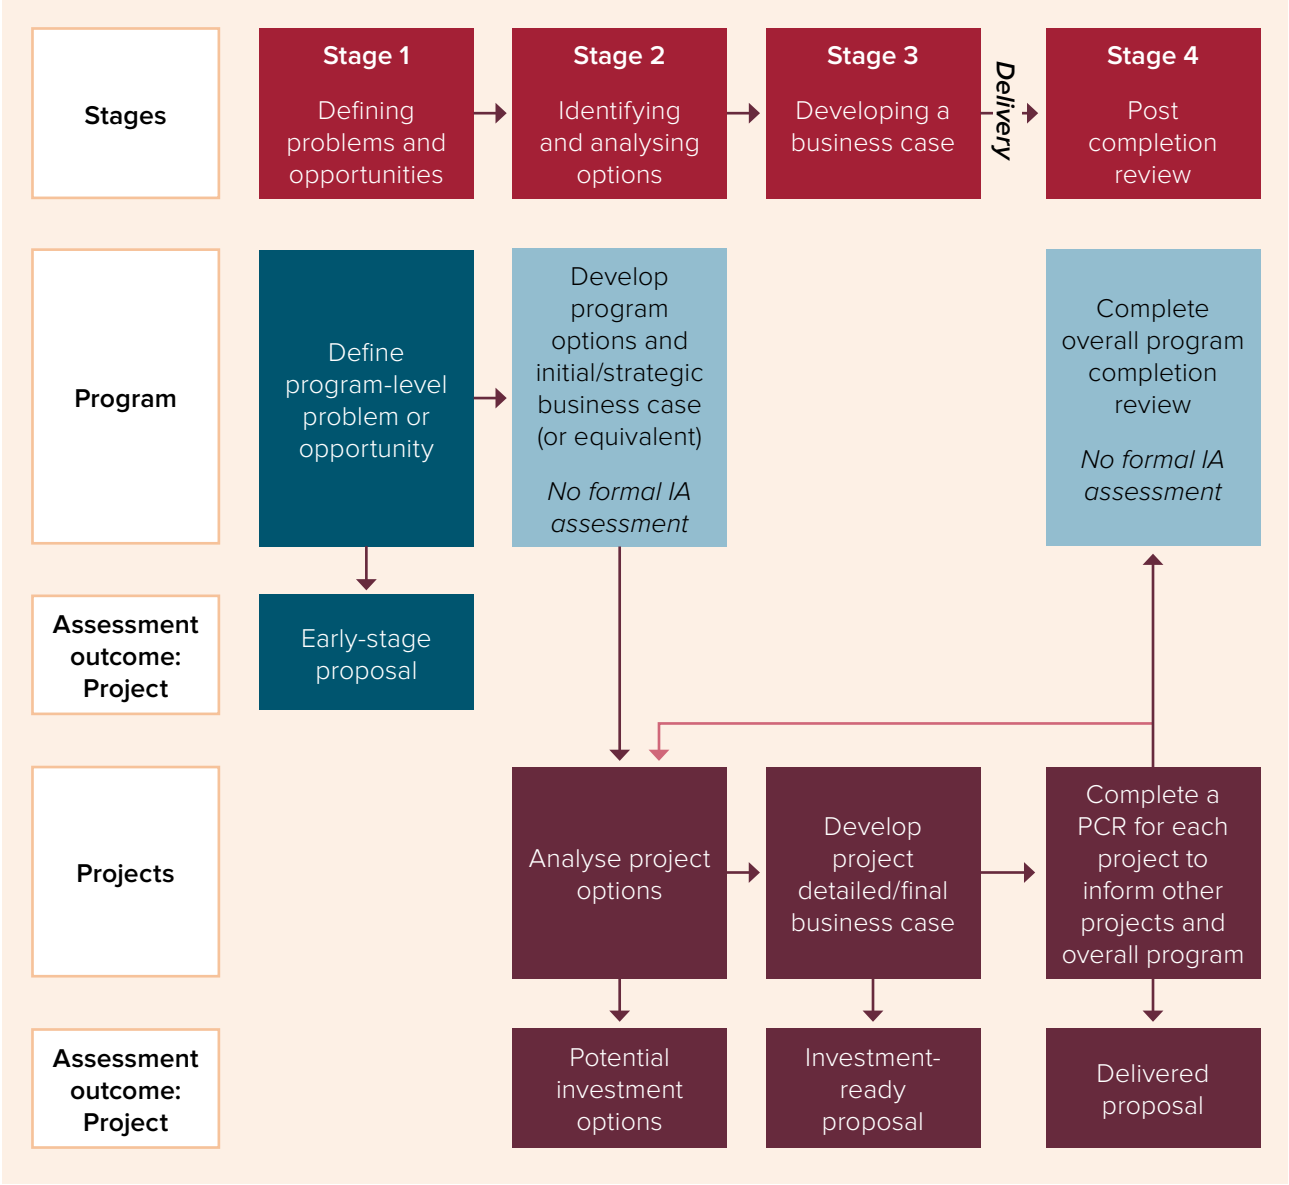 Stages
Stage 1
Defining
problems and
opportunities
Stage 2
Identifying
and analysing
options
Stage 3
Developing a
business case
Delivery
Stage 4
Post
completion
review
Program
Define
program-level
problem or
opportunity
Develop
program
options and
initial/strategic
business case
(or equivalent)
No formal IA
assessment
Complete
overall program
completion
review
No formal IA
assessment
Assessment
outcome:
Project
Early-stage
proposal
Projects
Analyse project
options
Develop
project
detailed/final
business case
Complete a
PCR for each
project to
inform other
projects and
overall program
Assessment
outcome:
Project
Potential
investment
options
Investment-
ready
proposal
Delivered
proposal